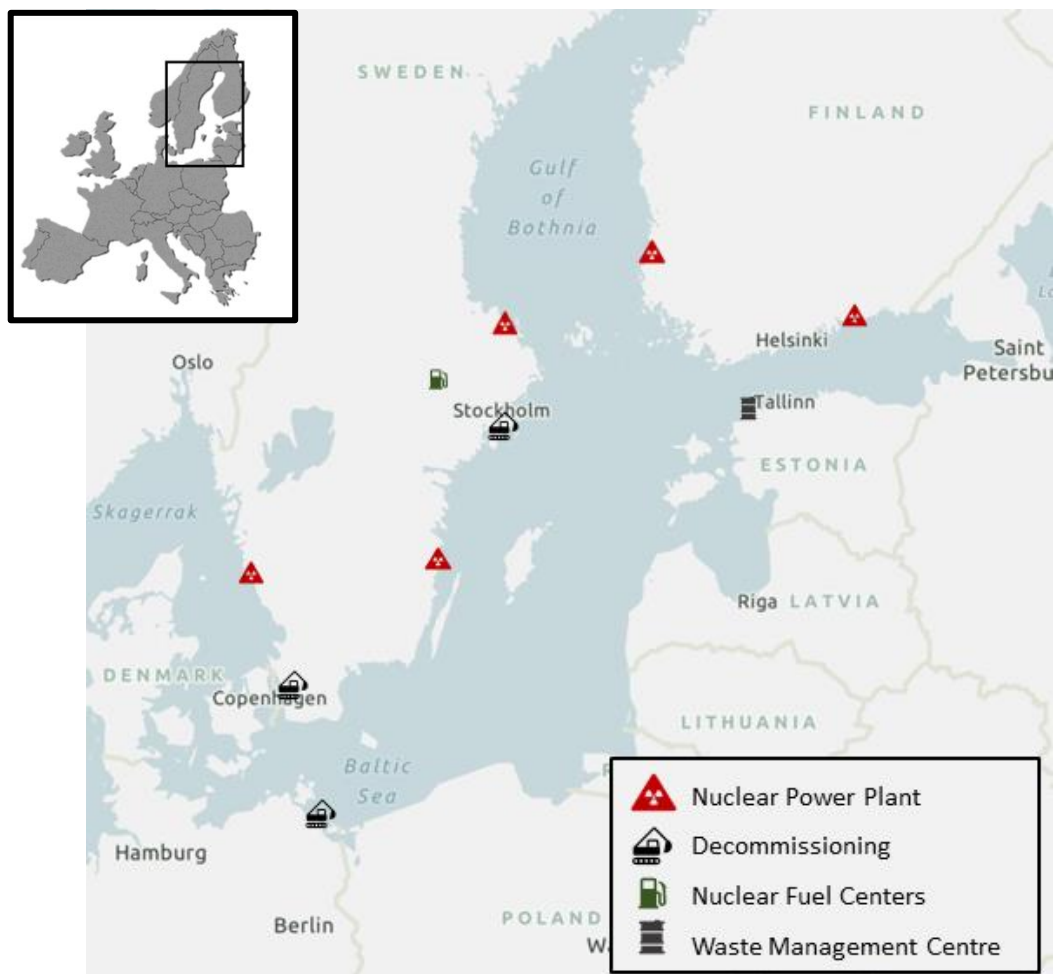 SWEDEN
FINLAND
Gulf
of
Bothnia
Helsinki
Oslo
Saint
Petersbu
Stockholm
Tallinn
ESTONIA
Skagerrak
Riga LATVIA
DENMARK
Copenhagen
LITHUANIA
Baltic
Sea
Nuclear Power Plant
Hamburg
Decommissioning
Nuclear Fuel Centers
Berlin
POLAND
Waste Management Centre